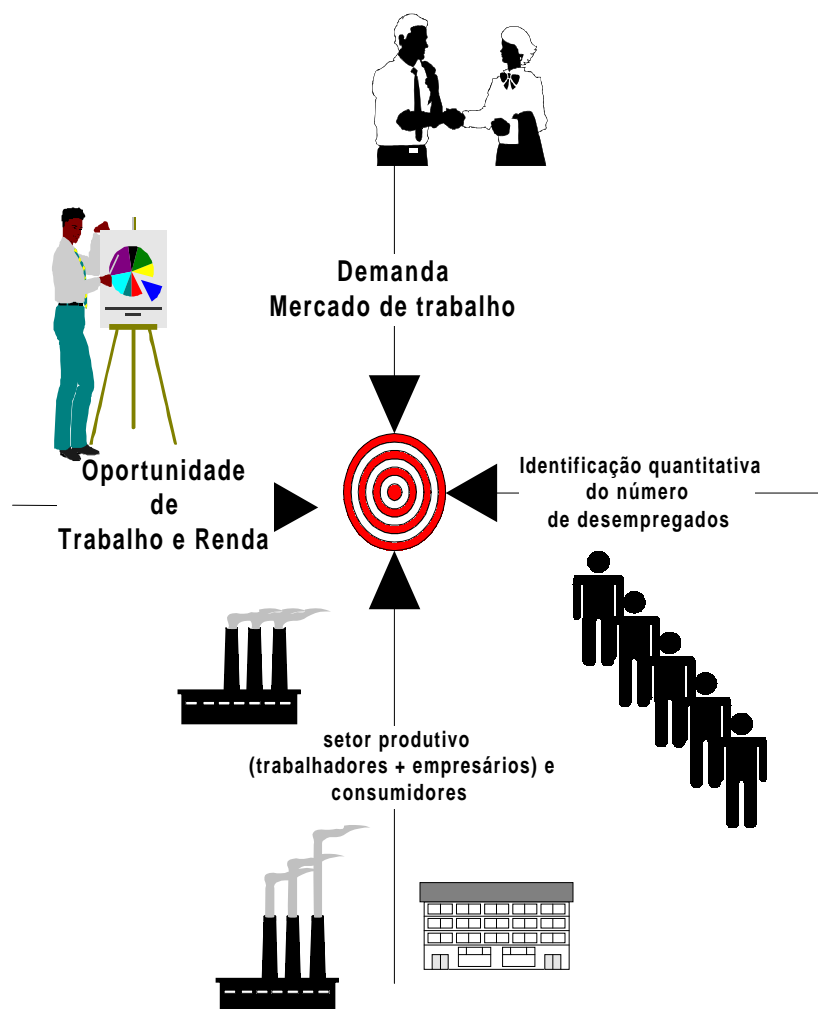 Demanda
Mercado de trabalho
Oportunidade
de
Trabalho e Renda
Identificação quantitativa
do número
de desempregados
setor produtivo
(trabalhadores + empresários) e
consumidores